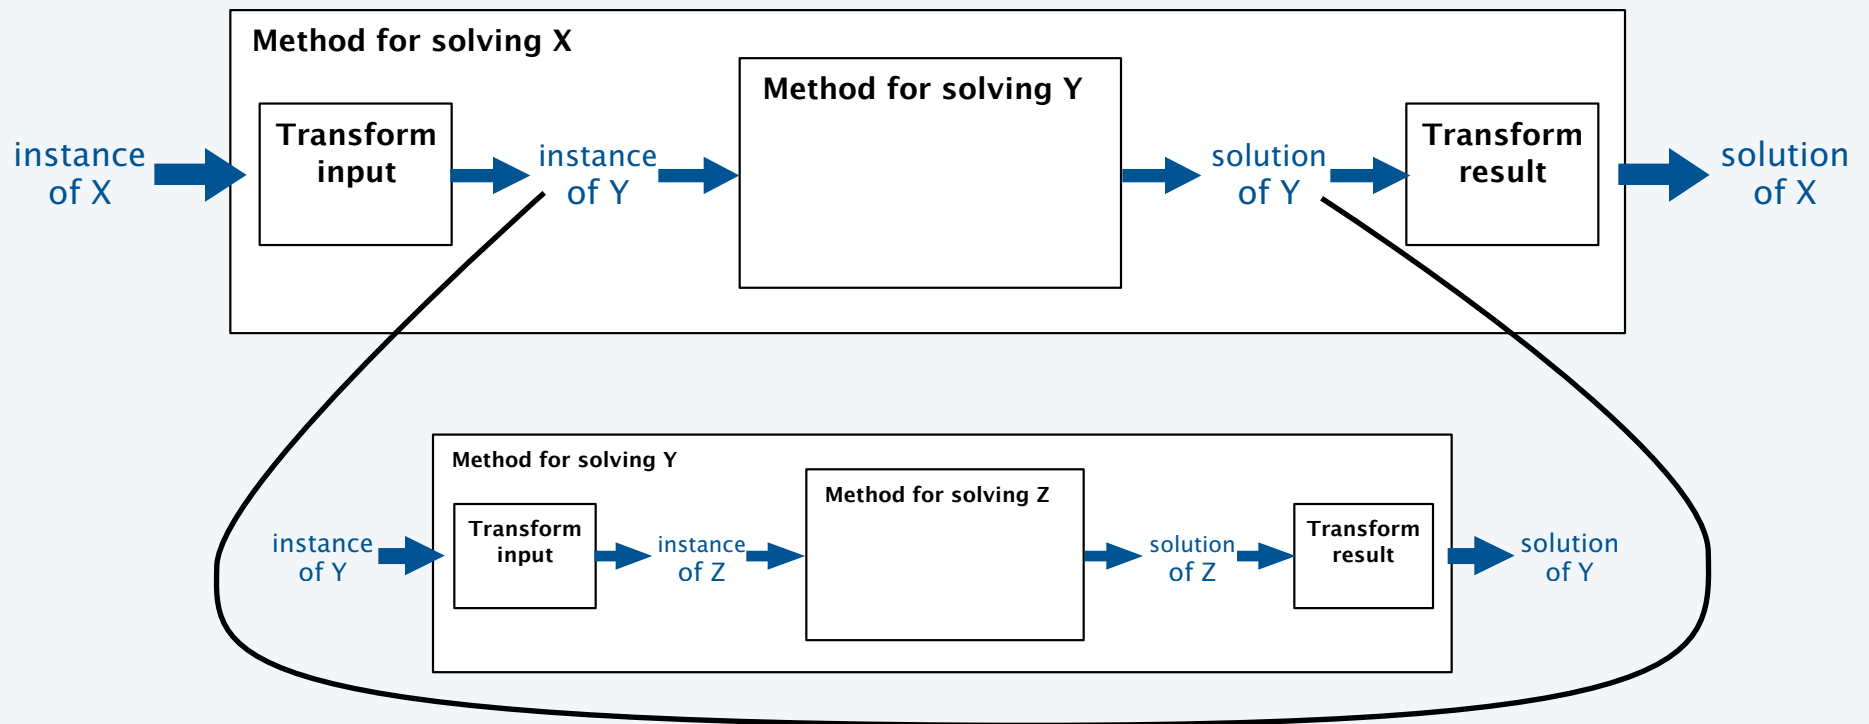 Method for solving X
instance
of X
Transform
input
instance
of Y
Method for solving Y
solution
of Y
Transform
result
solution
of X
Method for solving Y
instance
of Y
Transform
input
instance
of Z
Method for solving Z
solution
of Z
Transform
result
solution
of Y